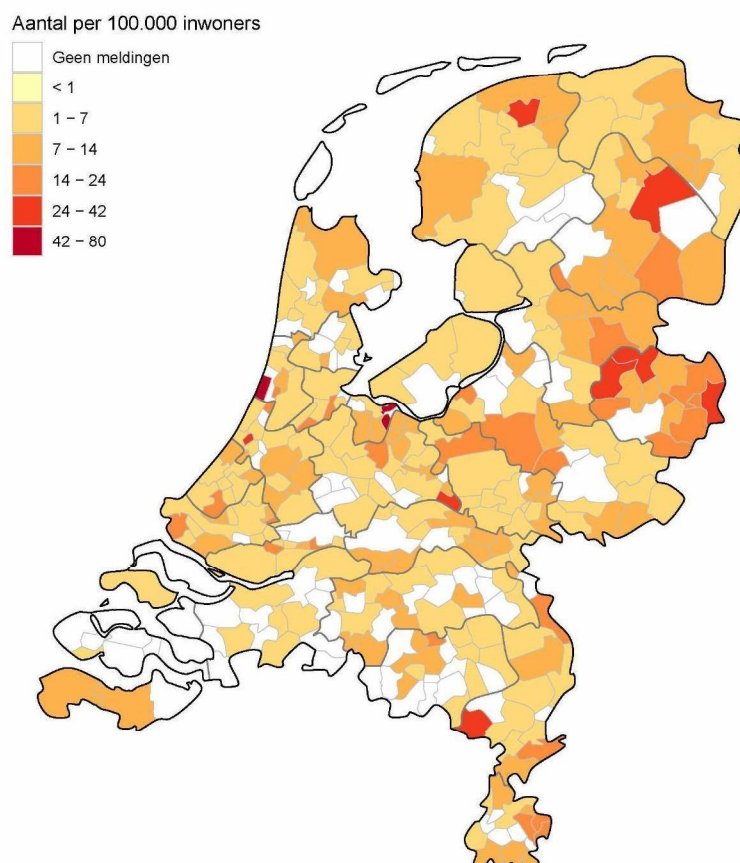 Aantal per 100.000 inwoners
Geen meldingen
< 1
1 − 7
7 − 14
14 − 24
24 − 42
42 − 80